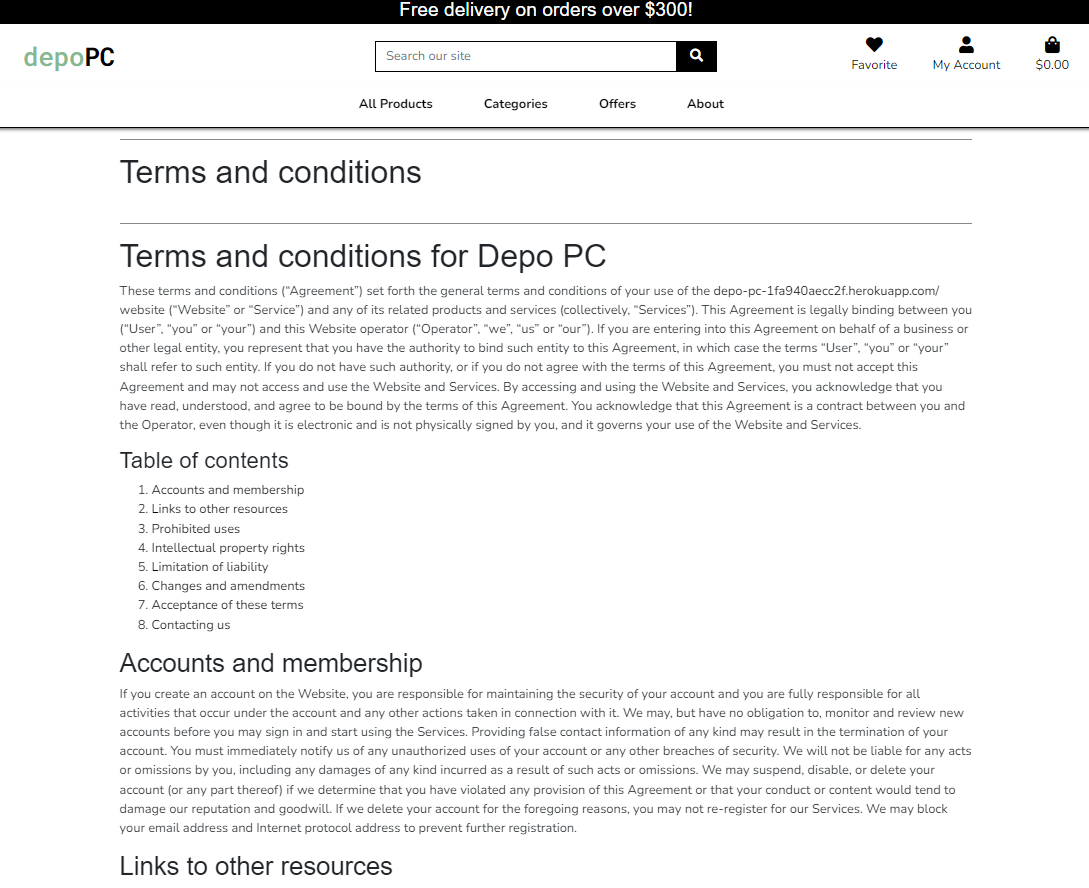 Free delivery on orders over $300!
depoPC
Search our site
Favorite
My Account
$0.00
All Products
Categories
Offers
About
Terms and conditions
Terms and conditions for Depo PC
These terms and conditions (“Agreement”) set forth the general terms and conditions of your use of the depo-pc-1fa940aecc2f.herokuapp.com/
website (“Website” or “Service”) and any of its related products and services (collectively, “Services”). This Agreement is legally binding between you
(“User”, “you” or “your”) and this Website operator (“Operator”, “we”, “us” or “our”). If you are entering into this Agreement on behalf of a business or
other legal entity, you represent that you have the authority to bind such entity to this Agreement, in which case the terms “User”, “you” or “your”
shall refer to such entity. If you do not have such authority, or if you do not agree with the terms of this Agreement, you must not accept this
Agreement and may not access and use the Website and Services. By accessing and using the Website and Services, you acknowledge that you
have read, understood, and agree to be bound by the terms of this Agreement. You acknowledge that this Agreement is a contract between you and
the Operator, even though it is electronic and is not physically signed by you, and it governs your use of the Website and Services.
Table of contents
1. Accounts and membership
2. Links to other resources
3. Prohibited uses
4. Intellectual property rights
5. Limitation of liability
6. Changes and amendments
7. Acceptance of these terms
8. Contacting us
Accounts and membership
If you create an account on the Website, you are responsible for maintaining the security of your account and you are fully responsible for all
activities that occur under the account and any other actions taken in connection with it. We may, but have no obligation to, monitor and review new
accounts before you may sign in and start using the Services. Providing false contact information of any kind may result in the termination of your
account. You must immediately notify us of any unauthorized uses of your account or any other breaches of security. We will not be liable for any acts
or omissions by you, including any damages of any kind incurred as a result of such acts or omissions. We may suspend, disable, or delete your
account (or any part thereof) if we determine that you have violated any provision of this Agreement or that your conduct or content would tend to
damage our reputation and goodwill. If we delete your account for the foregoing reasons, you may not re-register for our Services. We may block
your email address and Internet protocol address to prevent further registration.
Links to other resources